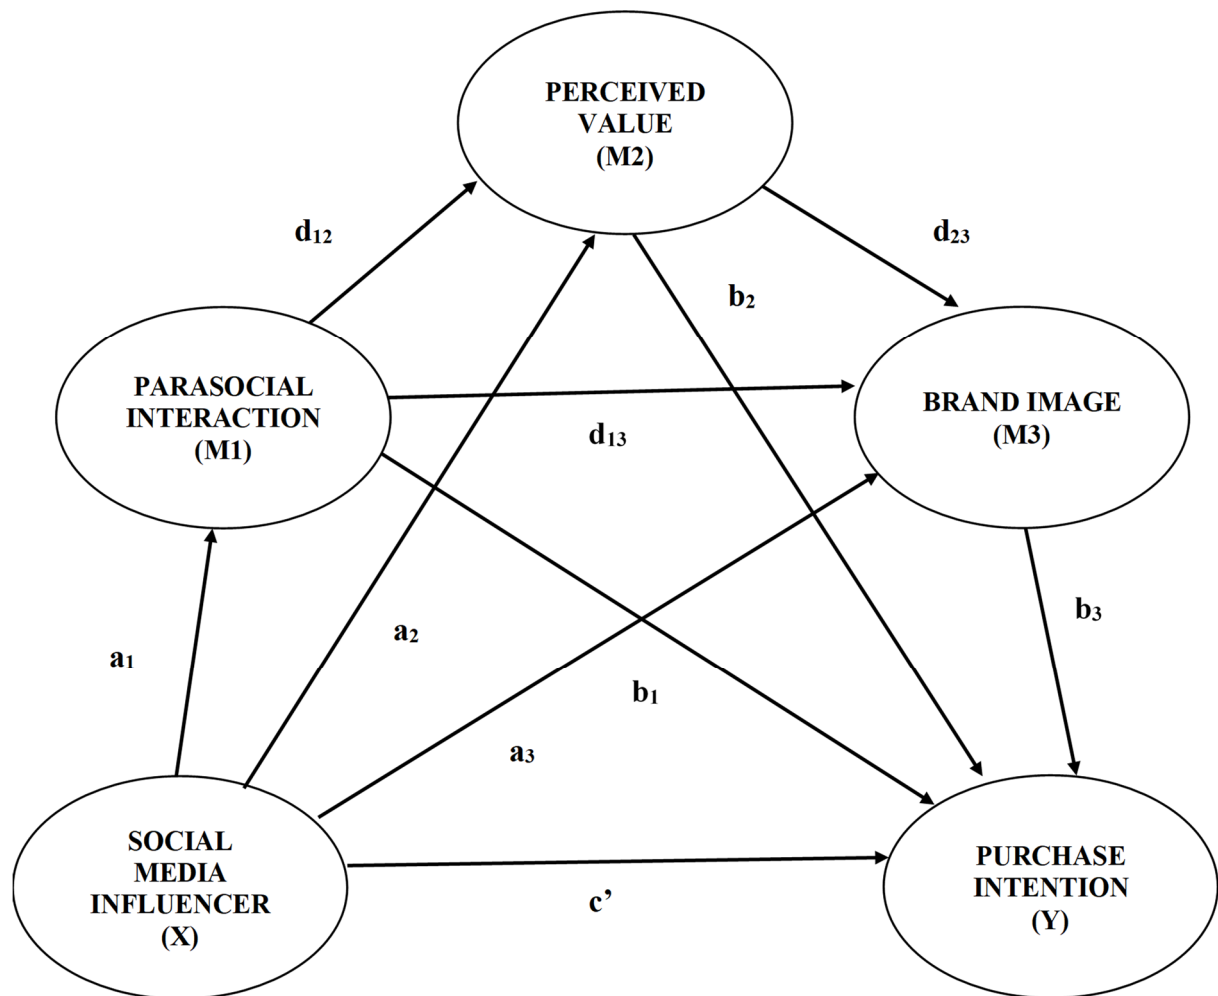 PERCEIVED
VALUE
(M2)
d₁₂
d₂₃
b₂
PARASOCIAL
INTERACTION
(M1)
BRAND IMAGE
(M3)
d₁₃
a₁
a₂
b₃
b₁
a₃
SOCIAL
MEDIA
INFLUENCER
(X)
PURCHASE
INTENTION
(Y)
c’